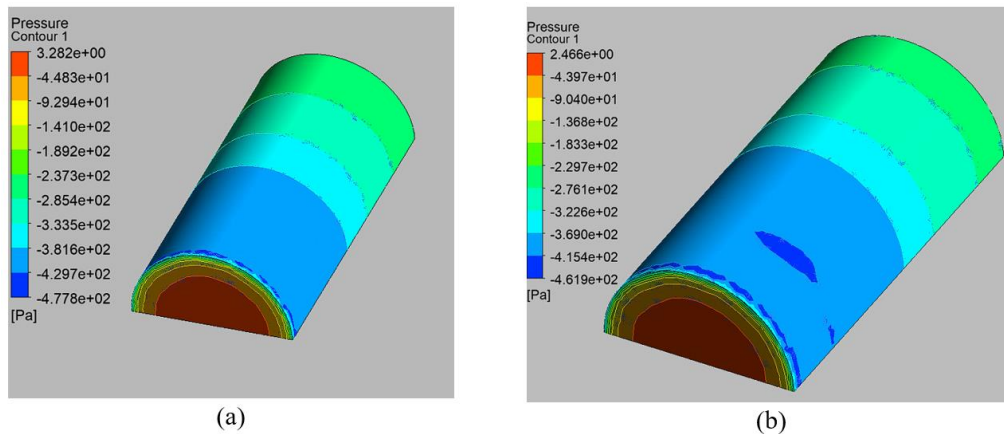 Pressure
Contour 1
3.282e+00
-4.483e+01
-9.294e+01
-1.410e+02
-1.892e+02
-2.373e+02
-2.854e+02
-3.335e+02
-3.816e+02
-4.297e+02
-4.778e+02
[Pa]
(a)
Pressure
Contour 1
2.466e+00
-4.397e+01
-9.040e+01
-1.368e+02
-1.833e+02
-2.297e+02
-2.761e+02
-3.226e+02
-3.690e+02
-4.154e+02
-4.619e+02
[Pa]
(b)